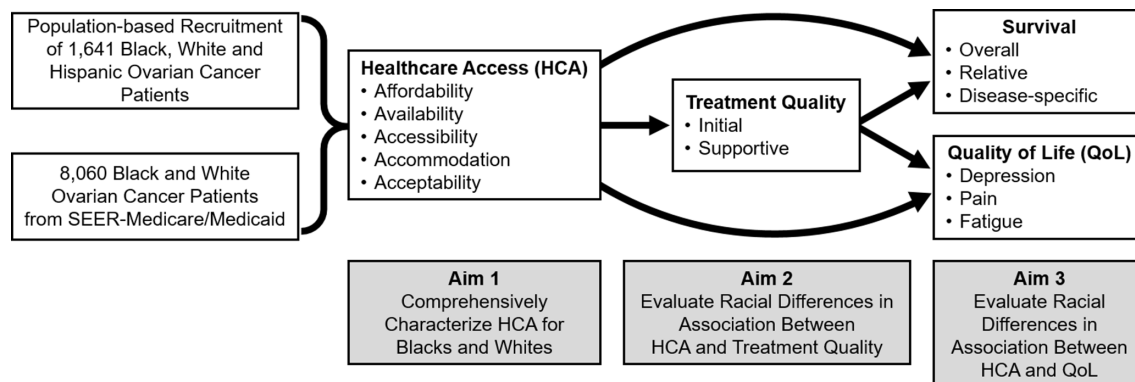 Population-based Recruitment
of 1,641 Black, White and
Hispanic Ovarian Cancer
Patients
8,060 Black and White
Ovarian Cancer Patients
from SEER-Medicare/Medicaid
Healthcare Access (HCA)
• Affordability
• Availability
• Accessibility
• Accommodation
• Acceptability
Treatment Quality
• Initial
• Supportive
Survival
• Overall
• Relative
• Disease-specific
Quality of Life (QoL)
• Depression
• Pain
• Fatigue
Aim 1
Comprehensively
Characterize HCA for
Blacks and Whites
Aim 2
Evaluate Racial Differences in
Association Between
HCA and Treatment Quality
Aim 3
Evaluate Racial
Differences in
Association Between
HCA and QoL